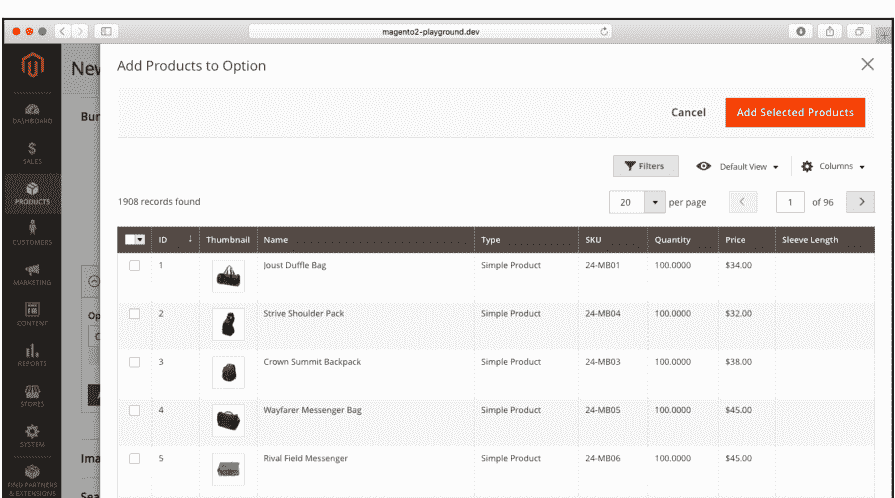 magento2-playground.dev
New
Add Products to Option
Cancel
Add Selected Products
DASHBOARD
SALES
PRODUCTS
CUSTOMERS
MARKETING
CONTENT
REPORTS
STORES
SYSTEM
FIND PARTNERS
& EXTENSIONS
Bun
Op
Ima
Sea
Filters
Default View
Columns
1908 records found
20
per page
1
of 96
ID ↓ Thumbnail Name Type SKU Quantity Price Sleeve Length
1 Joust Duffle Bag Simple Product 24-MB01 100.0000 $34.00
2 Strive Shoulder Pack Simple Product 24-MB04 100.0000 $32.00
3 Crown Summit Backpack Simple Product 24-MB03 100.0000 $38.00
4 Wayfarer Messenger Bag Simple Product 24-MB05 100.0000 $45.00
5 Rival Field Messenger Simple Product 24-MB06 100.0000 $45.00